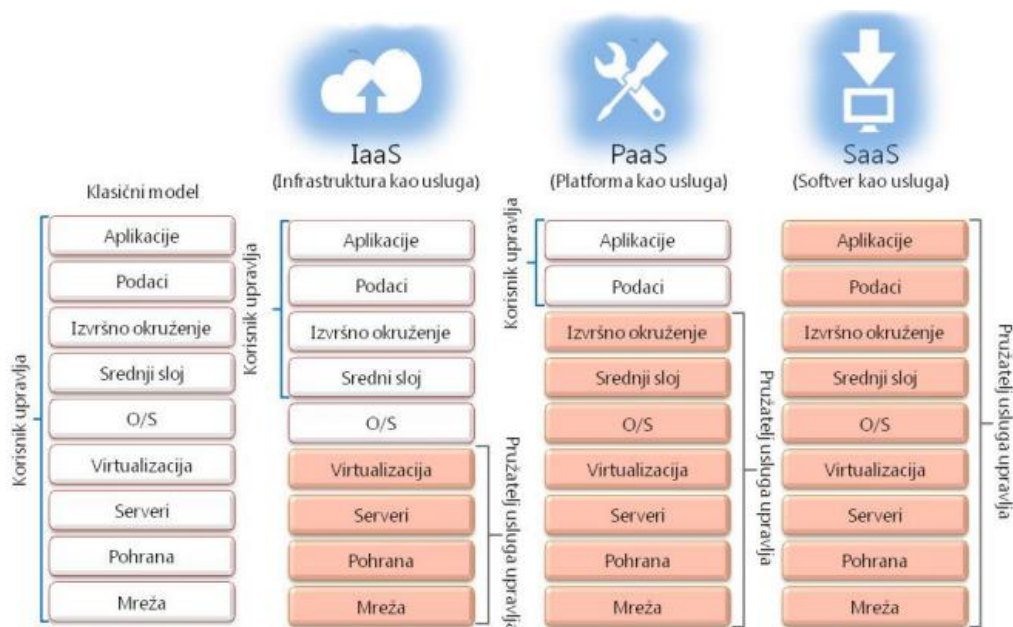 IaaS
(Infrastruktura kao usluga)
PaaS
(Platforma kao usluga)
SaaS
(Softver kao usluga)
Klasični model
Korisnik upravlja
Aplikacije
Podaci
Izvršno okruženje
Srednji sloj
O/S
Virtualizacija
Serveri
Pohrana
Mreža
Korisnik upravlja
Aplikacije
Podaci
Izvršno okruženje
Sredni sloj
O/S
Virtualizacija
Serveri
Pohrana
Mreža
Pružatelj usluga upravlja
Korisnik upravlja
Aplikacije
Podaci
Izvršno okruženje
Srednji sloj
O/S
Virtualizacija
Serveri
Pohrana
Mreža
Pružatelj usluga upravlja
Aplikacije
Podaci
Izvršno okruženje
Srednji sloj
O/S
Virtualizacija
Serveri
Pohrana
Mreža
Pružatelj usluga upravlja